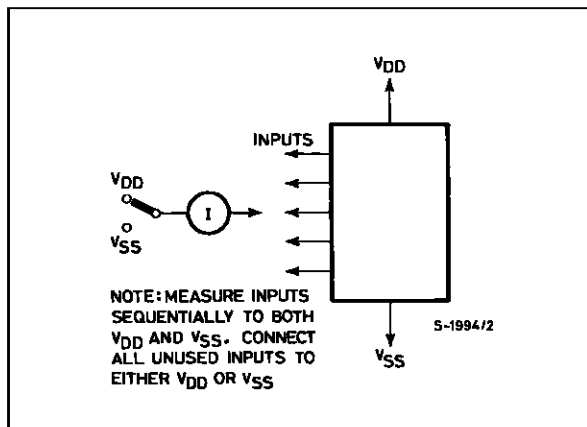 VDD
INPUTS
VDD
I
VSS
NOTE: MEASURE INPUTS
SEQUENTIALLY TO BOTH
VDD AND VSS. CONNECT
ALL UNUSED INPUTS TO
EITHER VDD OR VSS
S-1994/2
VSS